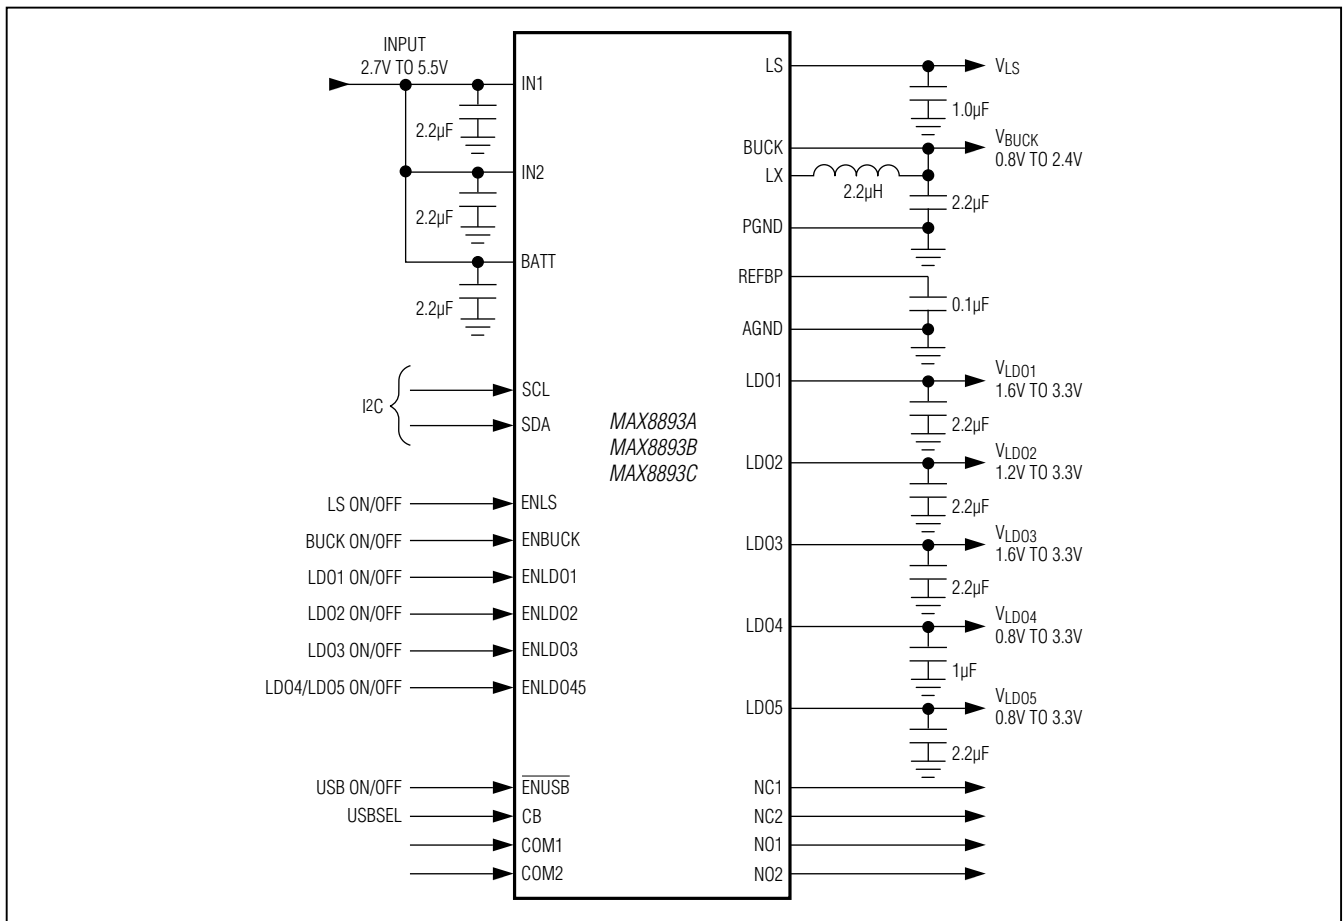 INPUT
2.7V TO 5.5V
IN1
2.2µF
IN2
2.2µF
BATT
2.2µF
I2C
SCL
SDA
LS ON/OFF
ENLS
BUCK ON/OFF
ENBUCK
LDO1 ON/OFF
ENLDO1
LDO2 ON/OFF
ENLDO2
LDO3 ON/OFF
ENLDO3
LDO4/LDO5 ON/OFF
ENLDO45
USB ON/OFF
ENUSB
USBSEL
CB
COM1
COM2
MAX8893A
MAX8893B
MAX8893C
LS
VLS
1.0µF
BUCK
VBUCK
0.8V TO 2.4V
LX
2.2µH
2.2µF
PGND
REFBP
0.1µF
AGND
LDO1
VLDO1
1.6V TO 3.3V
2.2µF
LDO2
VLDO2
1.2V TO 3.3V
2.2µF
LDO3
VLDO3
1.6V TO 3.3V
2.2µF
LDO4
VLDO4
0.8V TO 3.3V
1µF
LDO5
VLDO5
0.8V TO 3.3V
2.2µF
NC1
NC2
NO1
NO2